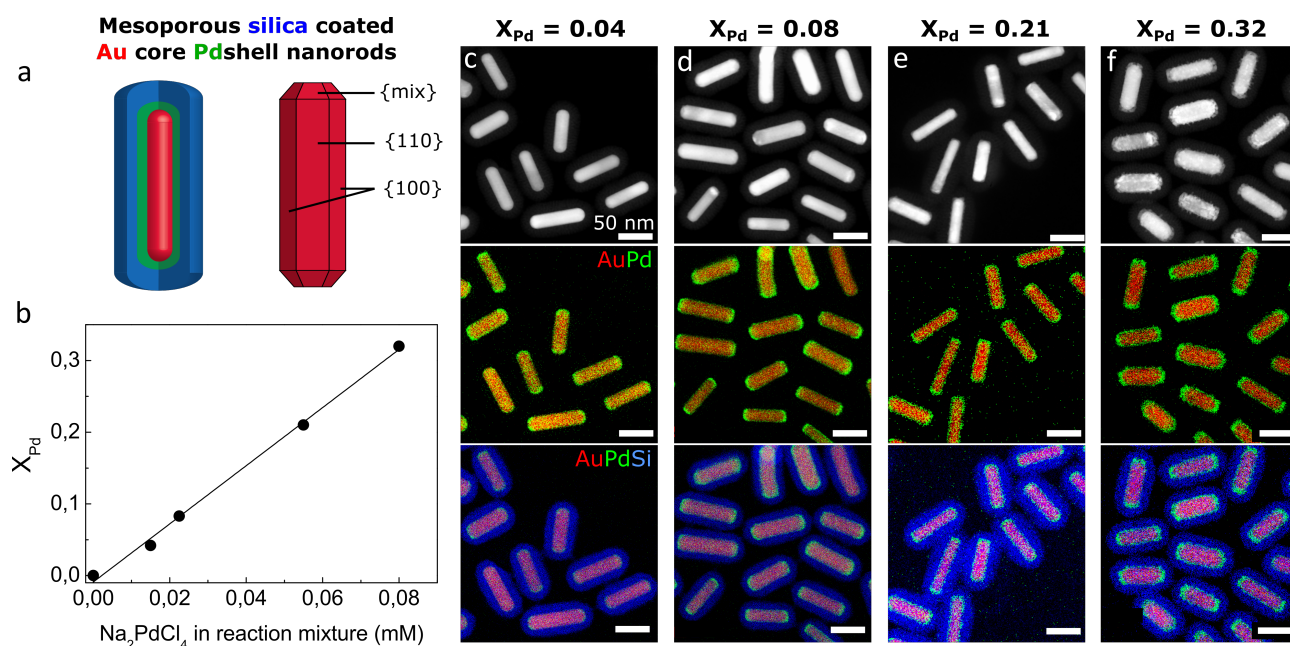 Mesoporous silica coated
Au core Pdshell nanorods
a
{mix}
{110}
{100}
b
0,3
0,2
0,1
0,0
X_Pd
0,00 0,02 0,04 0,06 0,08
Na₂PdCl₄ in reaction mixture (mM)
X_Pd = 0.04 X_Pd = 0.08 X_Pd = 0.21 X_Pd = 0.32
c d e f
50 nm
AuPd
AuPdSi